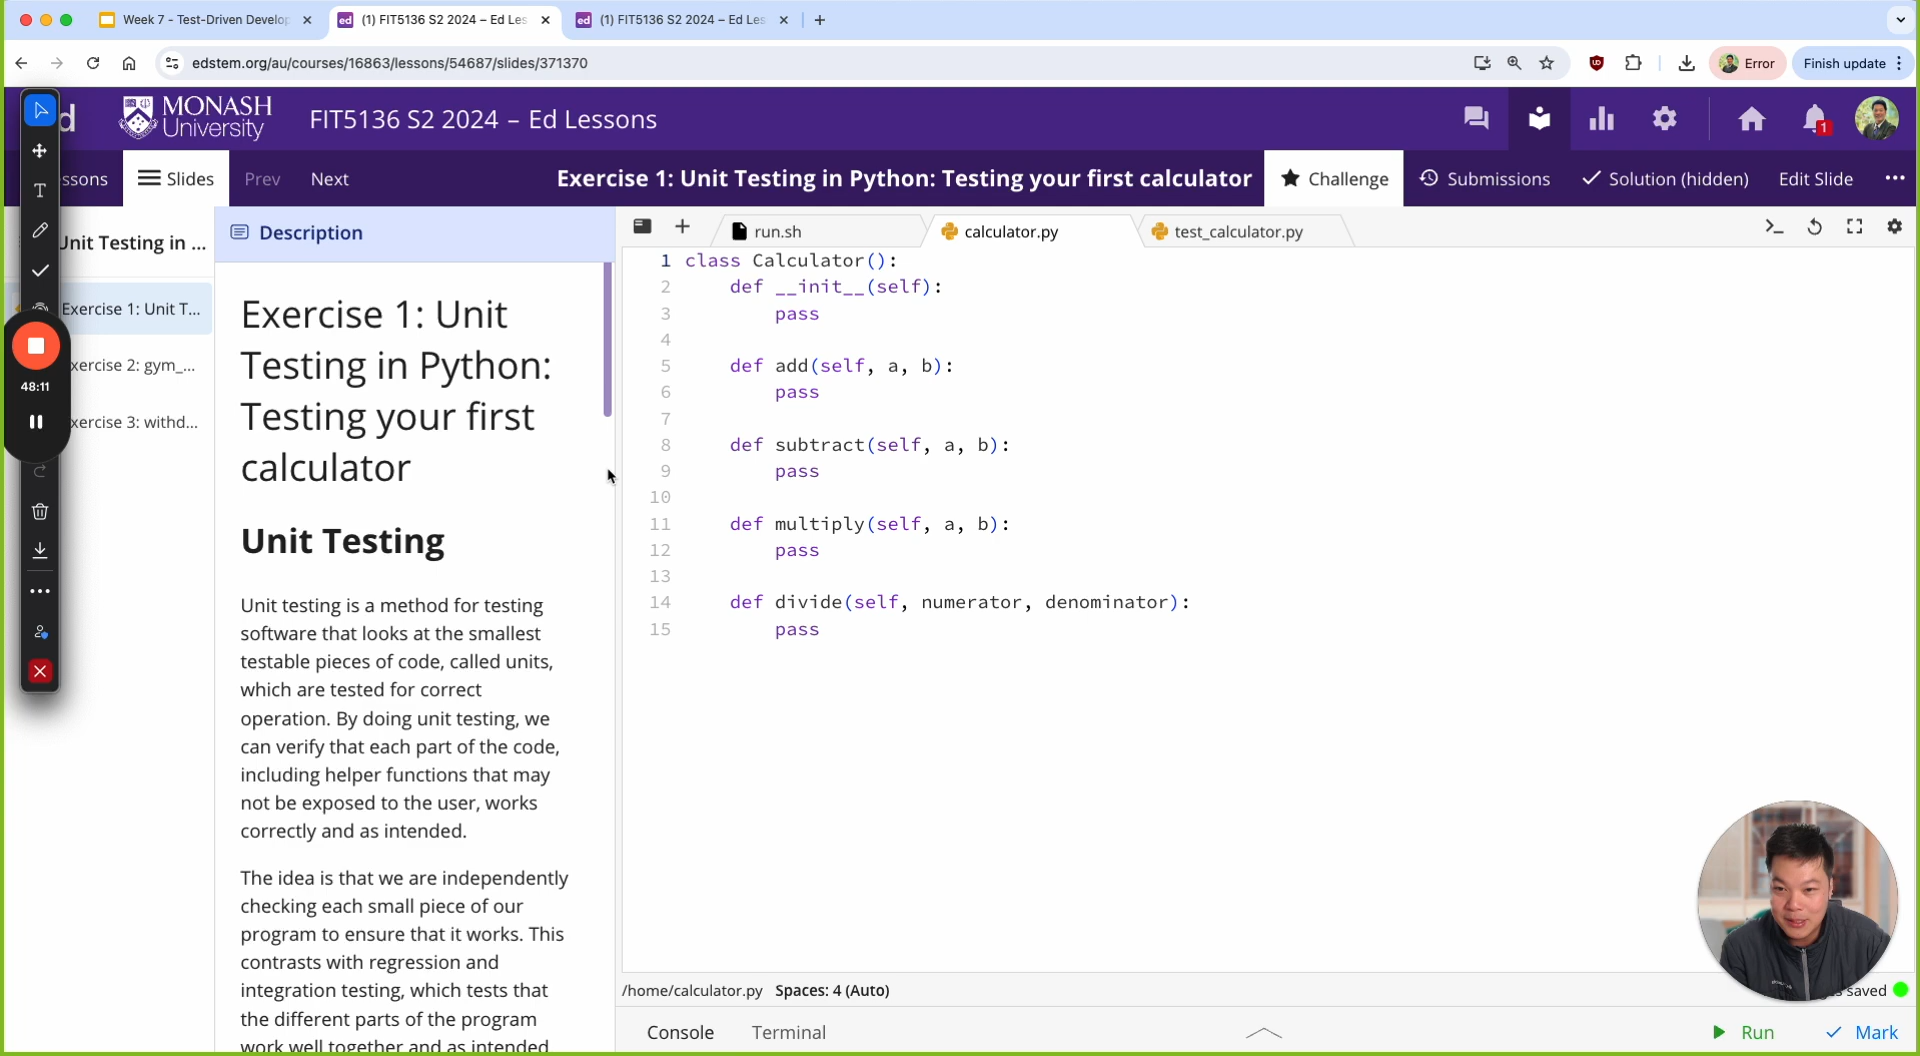 Week 7 - Test-Driven Develop
(1) FIT5136 S2 2024 – Ed Les
(1) FIT5136 S2 2024 – Ed Les
edstem.org/au/courses/16863/lessons/54687/slides/371370
Error
Finish update
d
MONASH
University
FIT5136 S2 2024 – Ed Lessons
1
ssons
Slides
Prev
Next
Exercise 1: Unit Testing in Python: Testing your first calculator
Challenge
Submissions
Solution (hidden)
Edit Slide
T
48:11
Unit Testing in ...
Exercise 1: Unit T...
xercise 2: gym_...
xercise 3: withd...
Description
Exercise 1: Unit
Testing in Python:
Testing your first
calculator
Unit Testing
Unit testing is a method for testing
software that looks at the smallest
testable pieces of code, called units,
which are tested for correct
operation. By doing unit testing, we
can verify that each part of the code,
including helper functions that may
not be exposed to the user, works
correctly and as intended.
The idea is that we are independently
checking each small piece of our
program to ensure that it works. This
contrasts with regression and
integration testing, which tests that
the different parts of the program
work well together and as intended
run.sh
calculator.py
test_calculator.py
1 class Calculator():
2     def __init__(self):
3         pass
4
5     def add(self, a, b):
6         pass
7
8     def subtract(self, a, b):
9         pass
10
11     def multiply(self, a, b):
12         pass
13
14     def divide(self, numerator, denominator):
15         pass
/home/calculator.py
Spaces: 4 (Auto)
saved
Console
Terminal
Run
Mark